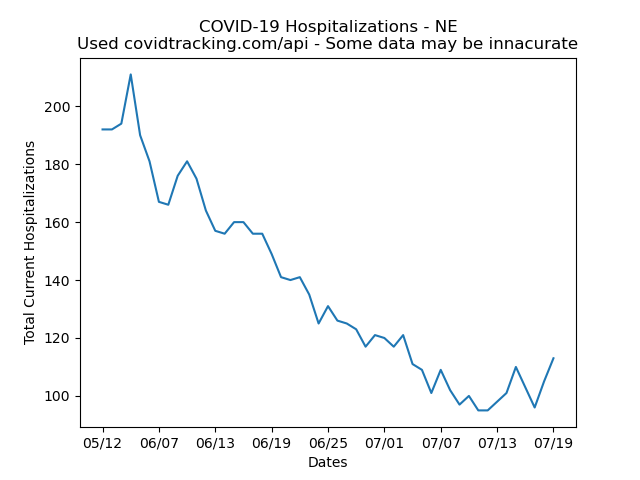 COVID-19 Hospitalizations - NE
Used covidtracking.com/api - Some data may be innacurate
Total Current Hospitalizations
200
180
160
140
120
100
05/12 06/07 06/13 06/19 06/25 07/01 07/07 07/13 07/19
Dates